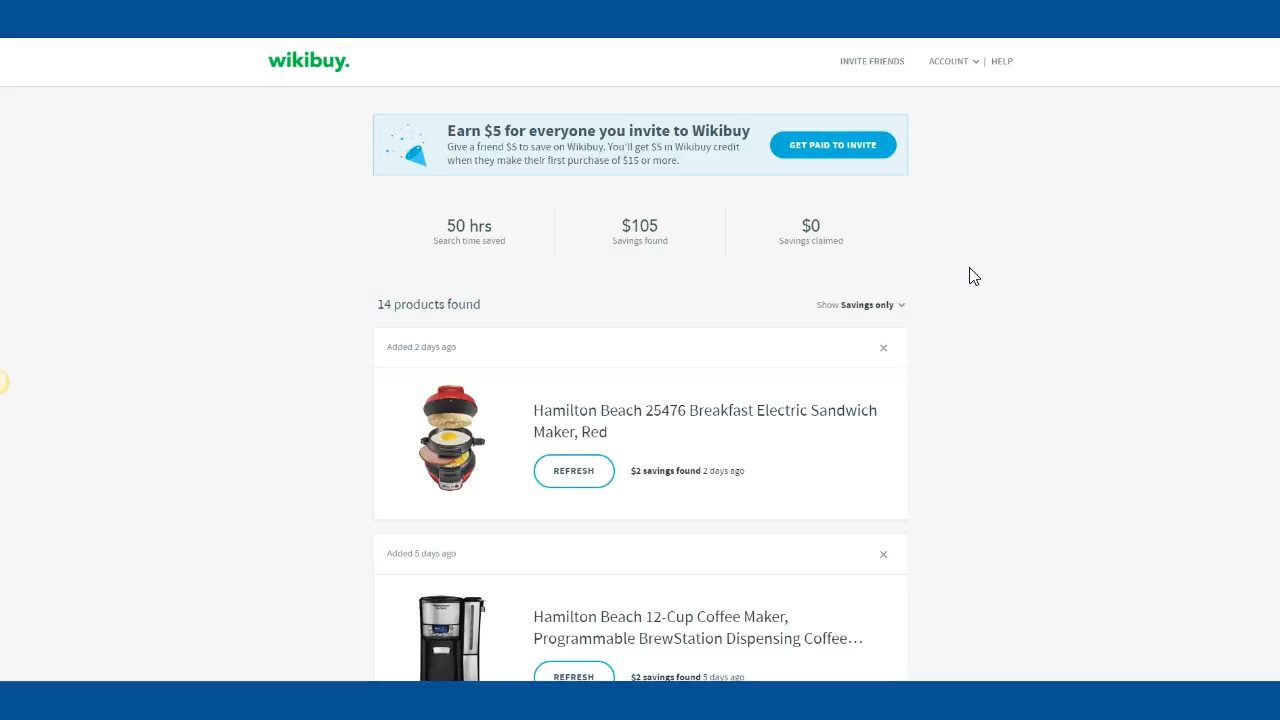 wikibuy.
INVITE FRIENDS
ACCOUNT
|
HELP
Earn $5 for everyone you invite to Wikibuy
Give a friend $5 to save on Wikibuy. You'll get $5 in Wikibuy credit
when they make their first purchase of $15 or more.
GET PAID TO INVITE
50 hrs
Search time saved
$105
Savings found
$0
Savings claimed
14 products found
Show Savings only
Added 2 days ago
Hamilton Beach 25476 Breakfast Electric Sandwich
Maker, Red
REFRESH
$2 savings found 2 days ago
Added 5 days ago
Hamilton Beach 12-Cup Coffee Maker,
Programmable BrewStation Dispensing Coffee…
REFRESH
$2 savings found 5 days ago